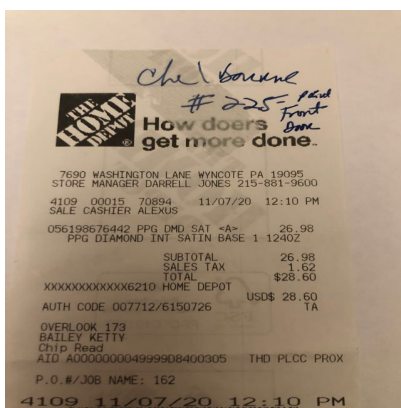 Chelbourne
# 225- paint
Front
Door
THE
HOME
DEPOT
®
How doers
get more done™
7690 WASHINGTON LANE WYNCOTE PA 19095
STORE MANAGER DARRELL JONES 215-881-9600
4109 00015 70894 11/07/20 12:10 PM
SALE CASHIER ALEXUS
056198676442 PPG DMD SAT <A> 26.98
PPG DIAMOND INT SATIN BASE 1 124OZ
SUBTOTAL 26.98
SALES TAX 1.62
TOTAL $28.60
XXXXXXXXXXXX6210 HOME DEPOT
USD$ 28.60
AUTH CODE 007712/6150726 TA
OVERLOOK 173
BAILEY KETTY
Chip Read
AID A0000000049999D8400305 THD PLCC PROX
P.O.#/JOB NAME: 162
4109 11/07/20 12:10 PM